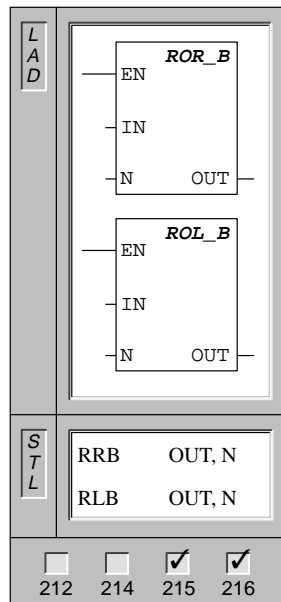 LAD
ROR_B
EN
IN
N OUT
ROL_B
EN
IN
N OUT
STL
RRB OUT, N
RLB OUT, N
212 214 215 216